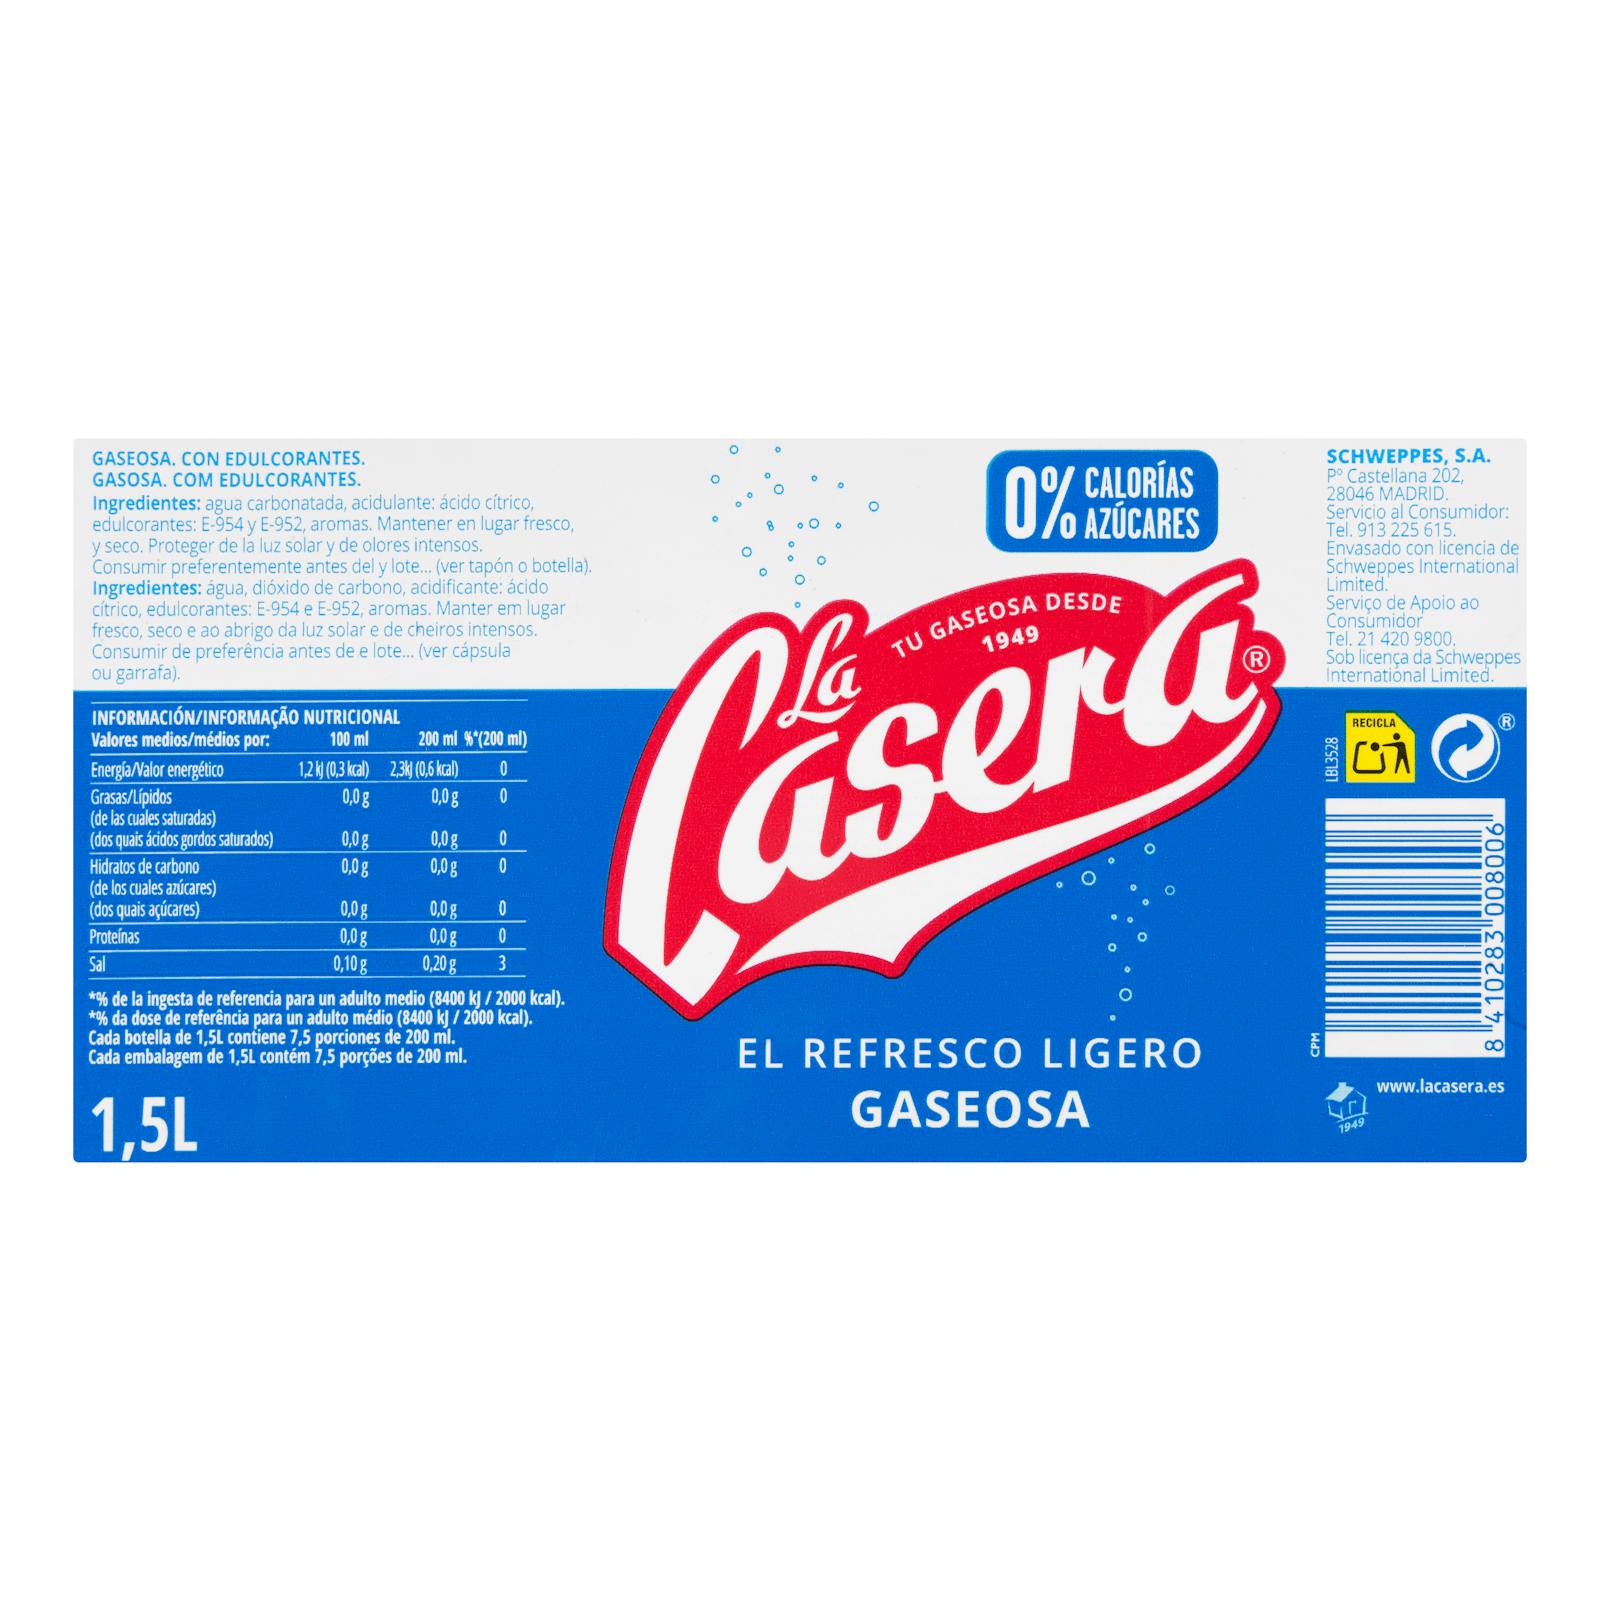 GASEOSA. CON EDULCORANTES.
GASOSA. COM EDULCORANTES.
Ingredientes: agua carbonatada, acidulante: ácido cítrico,
edulcorantes: E-954 y E-952, aromas. Mantener en lugar fresco,
y seco. Proteger de la luz solar y de olores intensos.
Consumir preferentemente antes del y lote... (ver tapón o botella).
Ingredientes: água, dióxido de carbono, acidificante: ácido
cítrico, edulcorantes: E-954 e E-952, aromas. Manter em lugar
fresco, seco e ao abrigo da luz solar e de cheiros intensos.
Consumir de preferência antes de e lote... (ver cápsula
ou garrafa).
INFORMACIÓN/INFORMAÇÃO NUTRICIONAL
Valores medios/médios por: 100 ml 200 ml %*(200 ml)
Energía/Valor energético 1,2 kJ (0,3 kcal) 2,3kJ (0,6 kcal) 0
Grasas/Lípidos 0,0 g 0,0 g 0
(de las cuales saturadas)
(dos quais ácidos gordos saturados) 0,0 g 0,0 g 0
Hidratos de carbono 0,0 g 0,0 g 0
(de los cuales azúcares)
(dos quais açúcares) 0,0 g 0,0 g 0
Proteínas 0,0 g 0,0 g 0
Sal 0,10 g 0,20 g 3
*% de la ingesta de referencia para un adulto medio (8400 kJ / 2000 kcal).
*% da dose de referência para un adulto médio (8400 kJ / 2000 kcal).
Cada botella de 1,5L contiene 7,5 porciones de 200 ml.
Cada embalagem de 1,5L contém 7,5 porções de 200 ml.
1,5L
0% CALORÍAS
AZÚCARES
TU GASEOSA DESDE
1949
La
Casera®
EL REFRESCO LIGERO
GASEOSA
SCHWEPPES, S.A.
Pº Castellana 202,
28046 MADRID.
Servicio al Consumidor:
Tel. 913 225 615.
Envasado con licencia de
Schweppes International
Limited.
Serviço de Apoio ao
Consumidor
Tel. 21 420 9800.
Sob licença da Schweppes
International Limited.
LBL3528
RECICLA
®
8 410283 008006
CPM
www.lacasera.es
1949